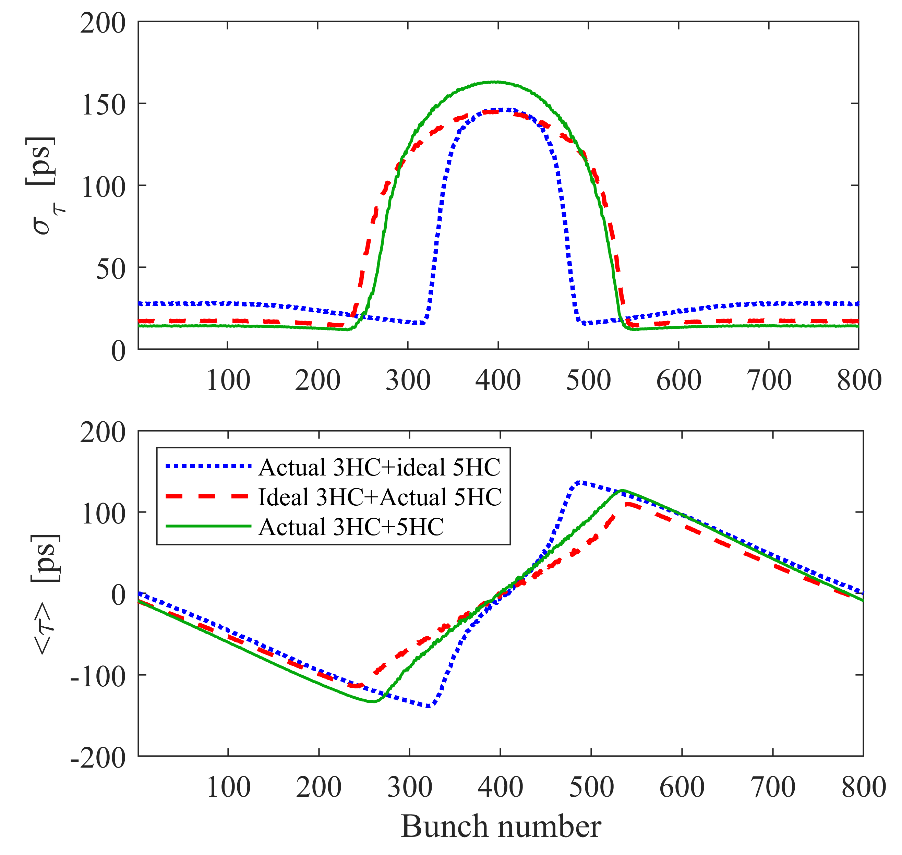 200
150
100
50
0
σ_τ [ps]
100 200 300 400 500 600 700 800
200
100
0
-100
-200
<τ> [ps]
Actual 3HC+ideal 5HC
Ideal 3HC+Actual 5HC
Actual 3HC+5HC
100 200 300 400 500 600 700 800
Bunch number